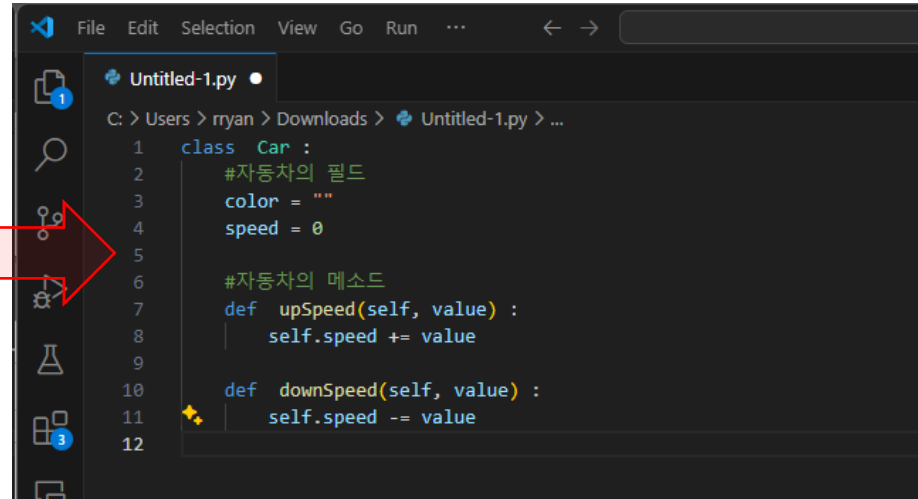 File Edit Selection View Go Run ...
Untitled-1.py
C: > Users > rryan > Downloads > Untitled-1.py > ...
1 class Car :
2 #자동차의 필드
3 color = ""
4 speed = 0
5
6 #자동차의 메소드
7 def upSpeed(self, value) :
8 self.speed += value
9
10 def downSpeed(self, value) :
11 self.speed -= value
12
1
3